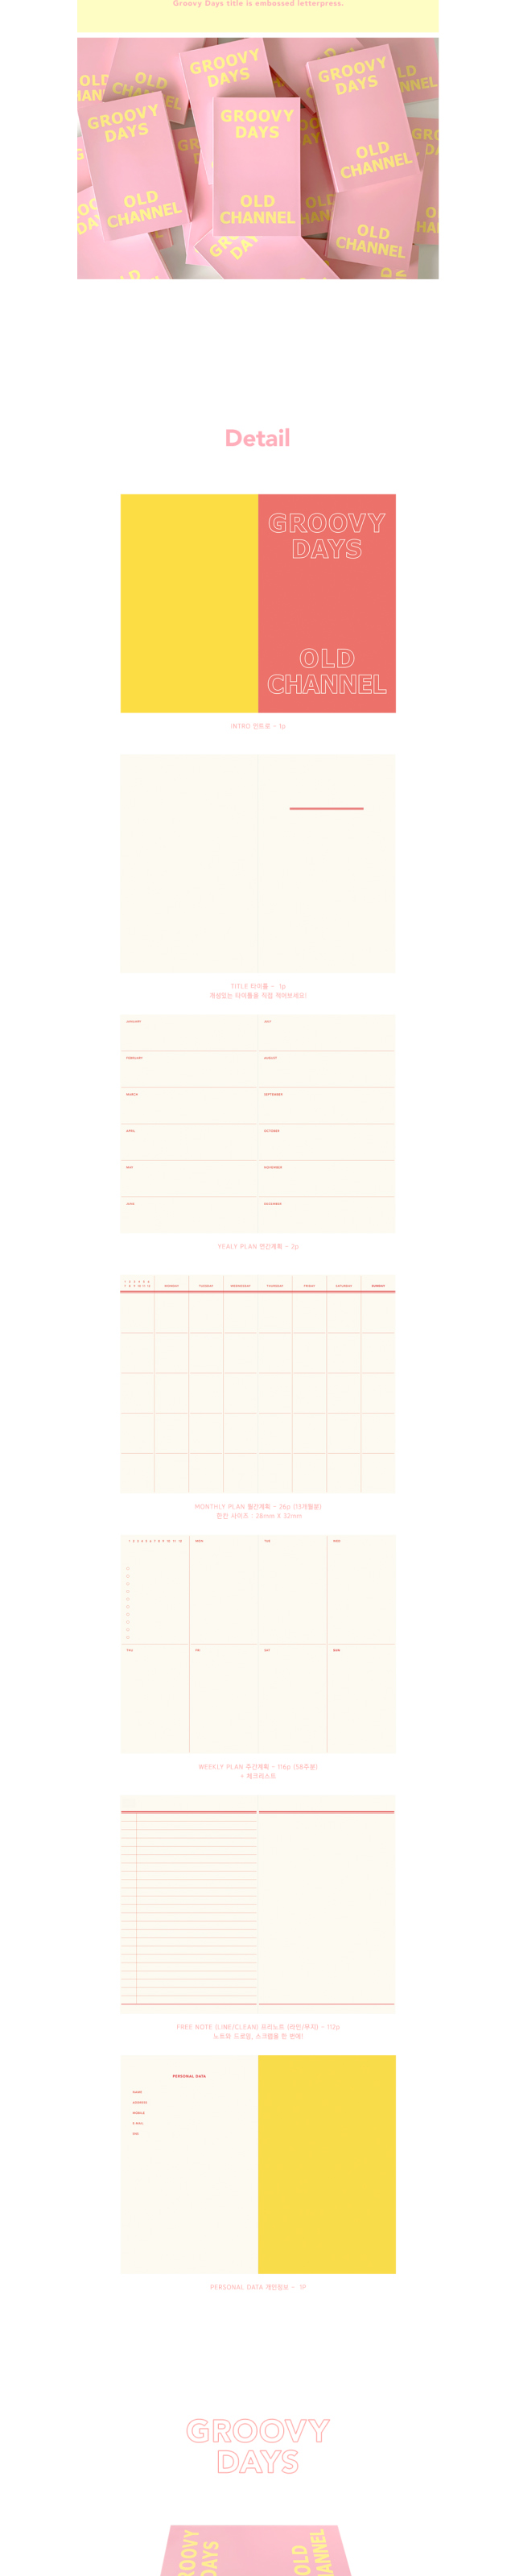 Groovy Days title is embossed letterpress.
GROOVY
DAYS
OLD
CHANNEL
GROOVY
DAYS
OLD
CHANNEL
GROOVY
DAYS
GROOVY
DAYS
OLD
CHANNEL
OLD
CHANNEL
Detail
GROOVY
DAYS
OLD
CHANNEL
INTRO 인트로 - 1p
TITLE 타이틀 - 1p
개성있는 타이틀을 직접 적어보세요!
JANUARY
JULY
FEBRUARY
AUGUST
MARCH
SEPTEMBER
APRIL
OCTOBER
MAY
NOVEMBER
JUNE
DECEMBER
YEALY PLAN 연간계획 - 2p
1 2 3 4 5 6
7 8 9 10 11 12
MONDAY
TUESDAY
WEDNESDAY
THURSDAY
FRIDAY
SATURDAY
SUNDAY
MONTHLY PLAN 월간계획 - 26p (13개월분)
한칸 사이즈 : 28mm X 32mm
1 2 3 4 5 6 7 8 9 10 11 12
MON
TUE
WED
THU
FRI
SAT
SUN
WEEKLY PLAN 주간계획 - 116p (58주분)
+ 체크리스트
FREE NOTE (LINE/CLEAN) 프리노트 (라인/무지) - 112p
노트와 드로잉, 스크랩을 한 번에!
PERSONAL DATA
NAME
ADDRESS
MOBILE
E-MAIL
PERSONAL DATA 개인정보 - 1P
GROOVY
DAYS
GROOVY
DAYS
OLD
CHANNEL